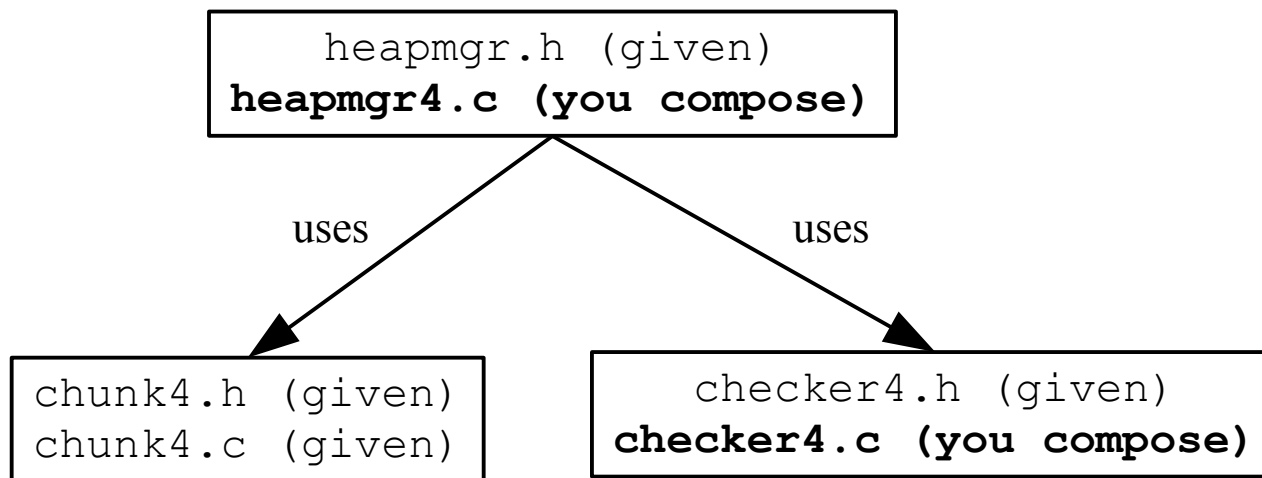 heapmgr.h (given)
heapmgr4.c (you compose)
uses
uses
chunk4.h (given)
chunk4.c (given)
checker4.h (given)
checker4.c (you compose)